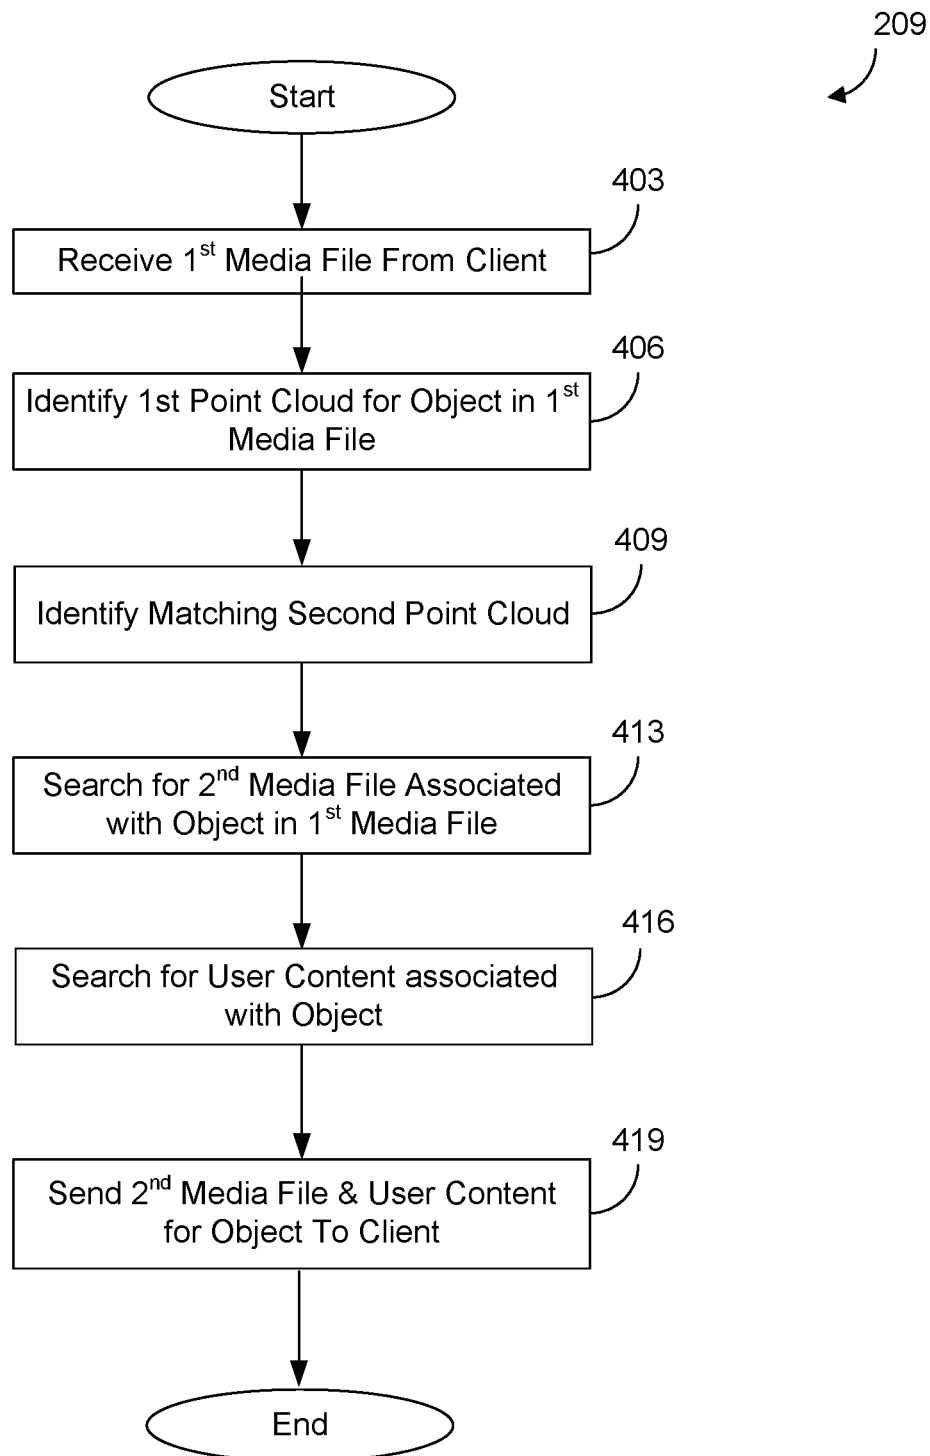 209
Start
403
Receive 1st Media File From Client
406
Identify 1st Point Cloud for Object in 1st
Media File
409
Identify Matching Second Point Cloud
413
Search for 2nd Media File Associated
with Object in 1st Media File
416
Search for User Content associated
with Object
419
Send 2nd Media File & User Content
for Object To Client
End